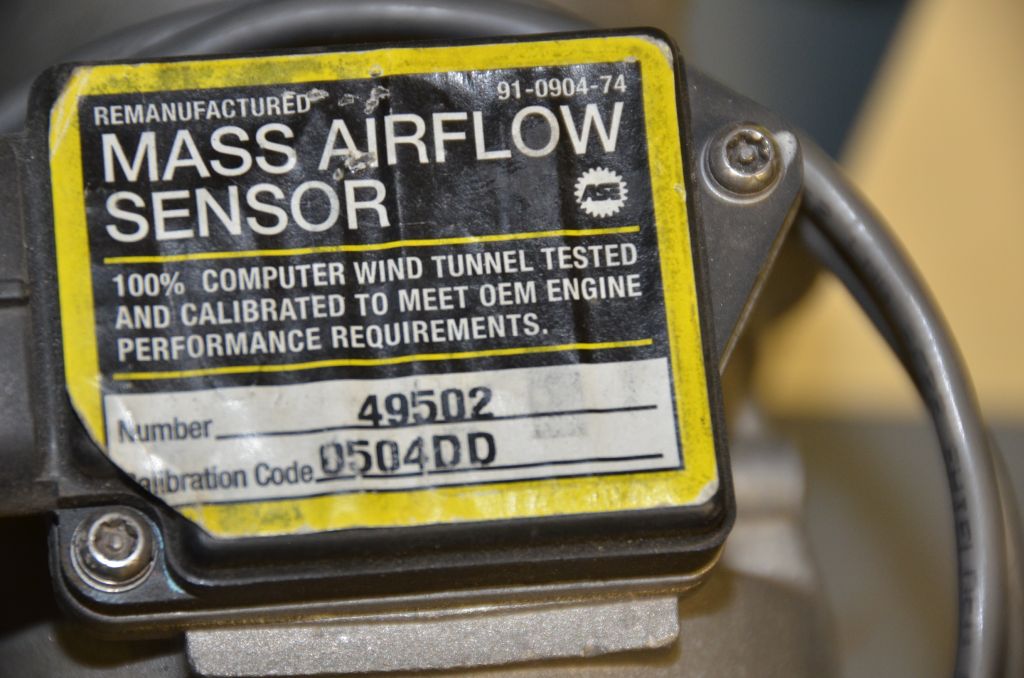 REMANUFACTURED
91-0904-74
MASS AIRFLOW
SENSOR
ASE
100% COMPUTER WIND TUNNEL TESTED
AND CALIBRATED TO MEET OEM ENGINE
PERFORMANCE REQUIREMENTS.
Number 49502
Calibration Code 0504DD